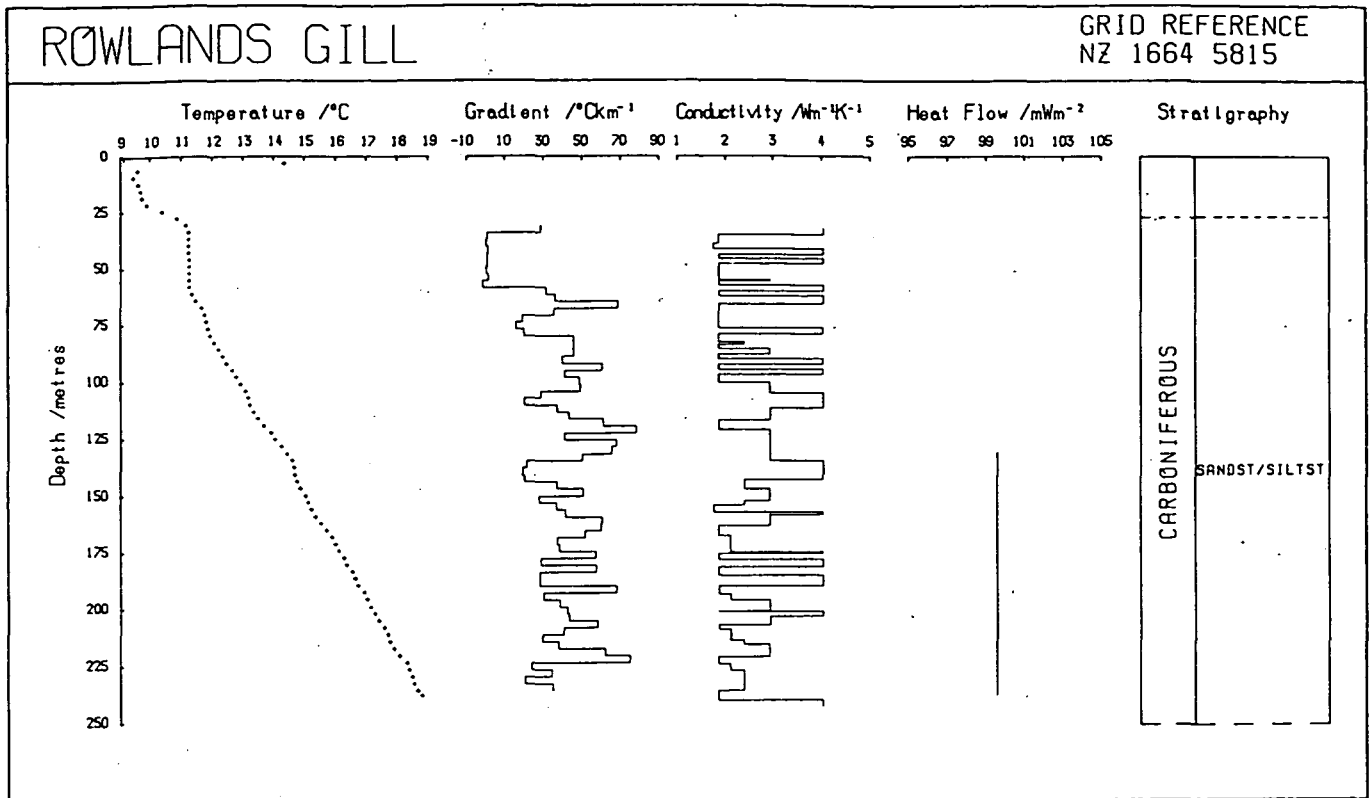 ROWLANDS GILL
GRID REFERENCE
NZ 1664 5815
Temperature /°C
Gradient /°Ckm⁻¹
Conductivity /Wm⁻¹K⁻¹
Heat Flow /mWm⁻²
Stratigraphy
9 10 11 12 13 14 15 16 17 18 19
-10 10 30 50 70 90
1 2 3 4 5
95 97 99 101 103 105
0
25
50
75
100
125
150
175
200
225
250
Depth /metres
CARBONIFEROUS
SANDST/SILTST